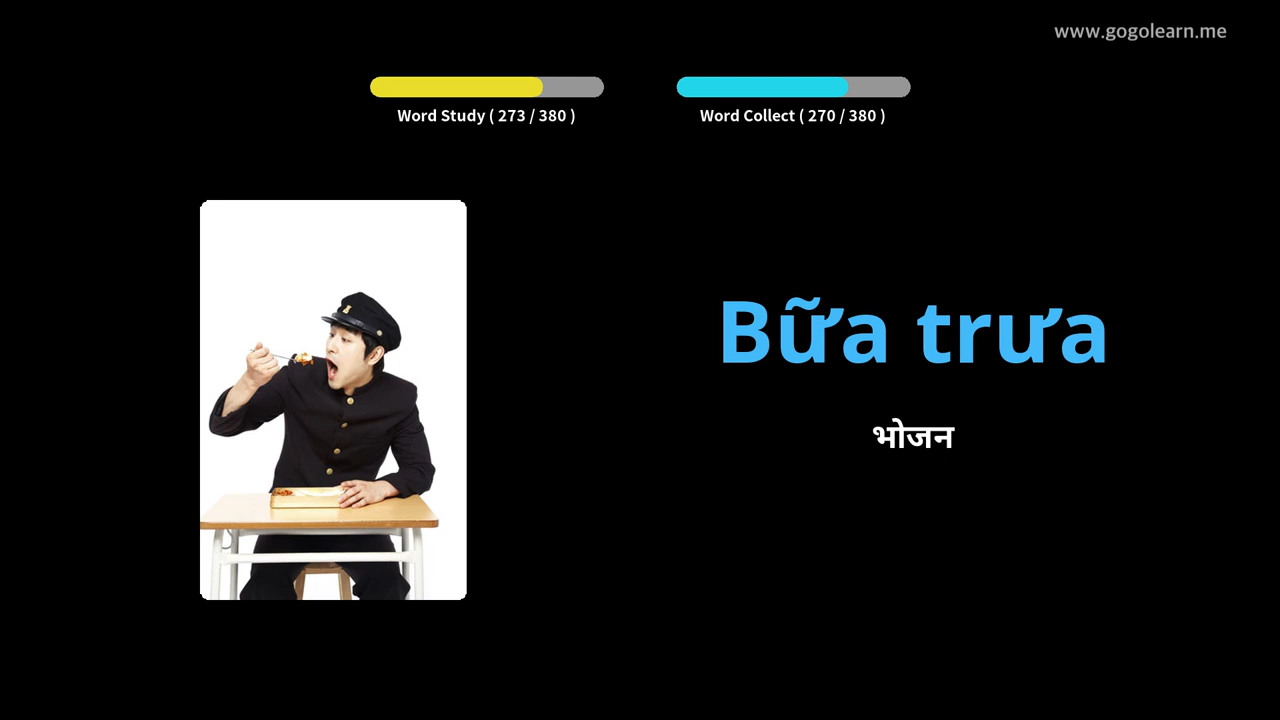 www.gogolearn.me
Word Study ( 273 / 380 )
Word Collect ( 270 / 380 )
Bữa trưa
भोजन